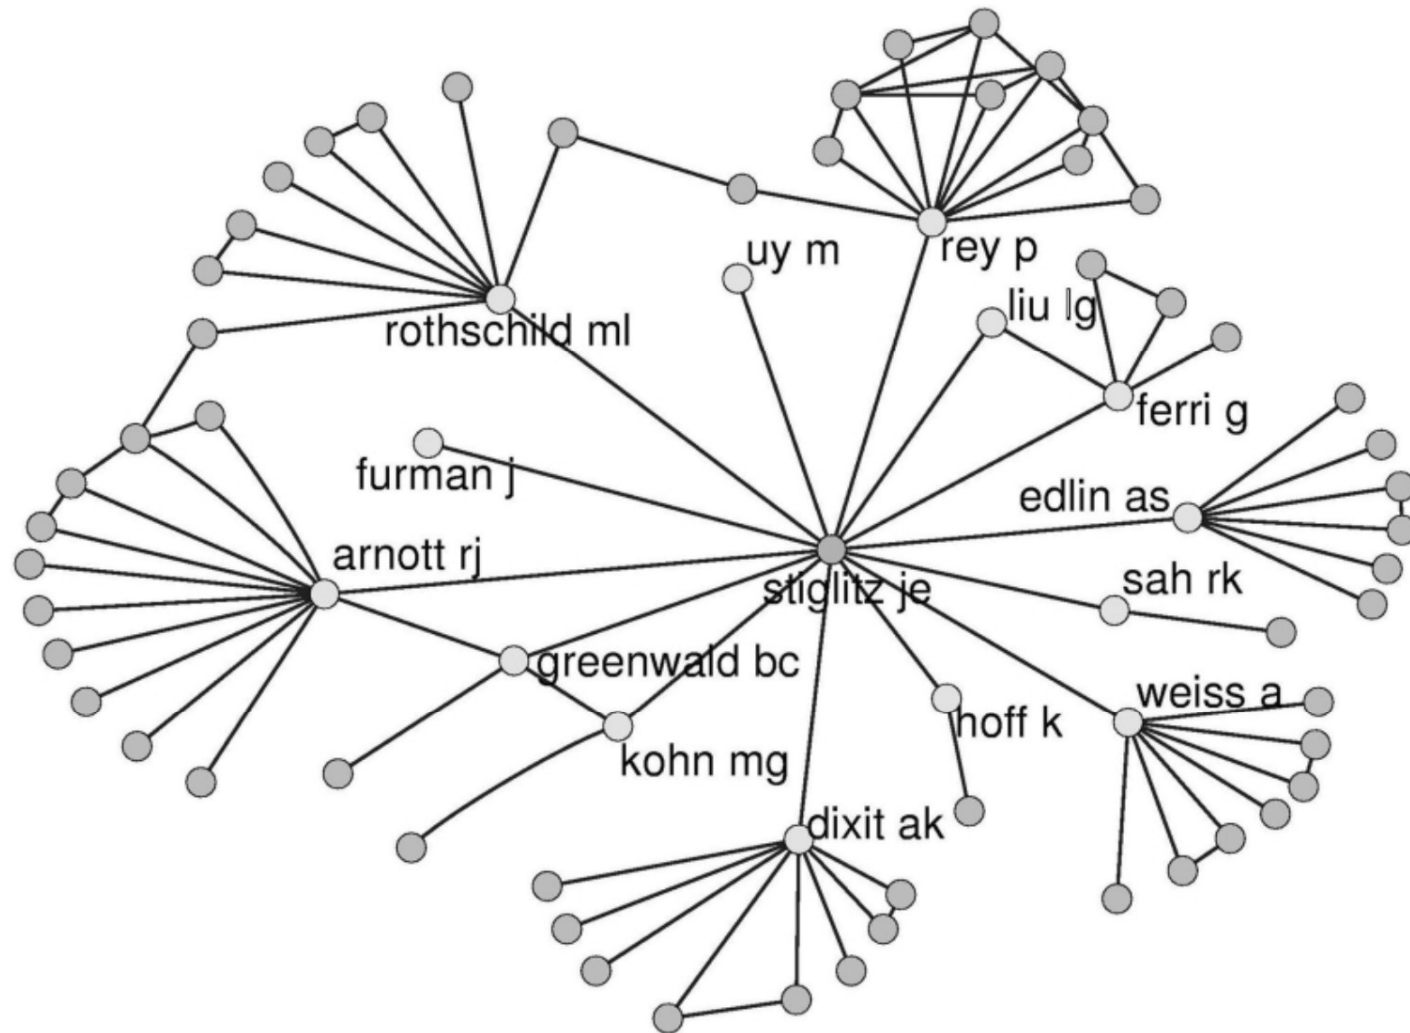 uy m
rey p
liu lg
rothschild ml
ferri g
furman j
edlin as
arnott rj
sah rk
stiglitz je
greenwald bc
weiss a
hoff k
kohn mg
dixit ak